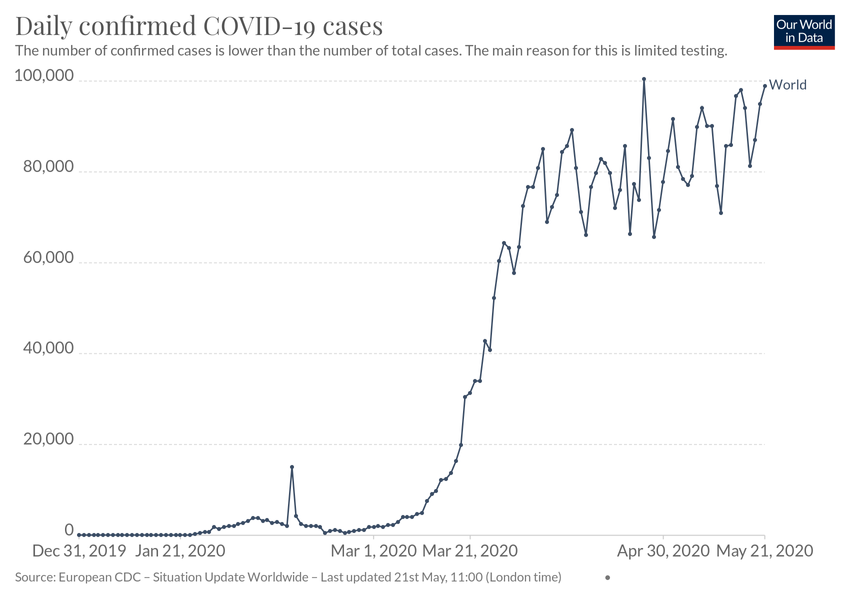 Daily confirmed COVID-19 cases
Our World
in Data
The number of confirmed cases is lower than the number of total cases. The main reason for this is limited testing.
100,000
World
80,000
60,000
40,000
20,000
0
Dec 31, 2019 Jan 21, 2020 Mar 1, 2020 Mar 21, 2020 Apr 30, 2020 May 21, 2020
Source: European CDC – Situation Update Worldwide – Last updated 21st May, 11:00 (London time) •